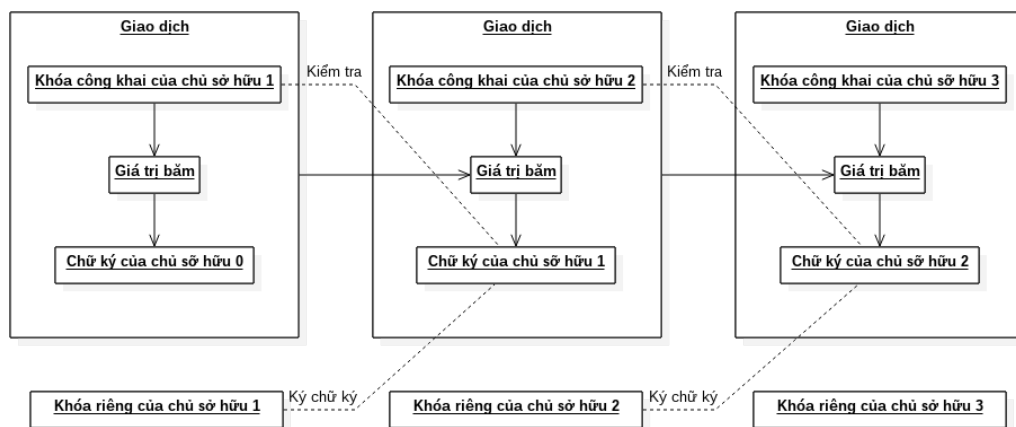 Giao dịch
Giao dịch
Giao dịch
Khóa công khai của chủ sở hữu 1
Kiểm tra
Khóa công khai của chủ sở hữu 2
Kiểm tra
Khóa công khai của chủ sỡ hữu 3
Giá trị băm
Giá trị băm
Giá trị băm
Chữ ký của chủ sỡ hữu 0
Chữ ký của chủ sỡ hữu 1
Chữ ký của chủ sỡ hữu 2
Khóa riêng của chủ sở hữu 1
Ký chữ ký
Khóa riêng của chủ sở hữu 2
Ký chữ ký
Khóa riêng của chủ sở hữu 3